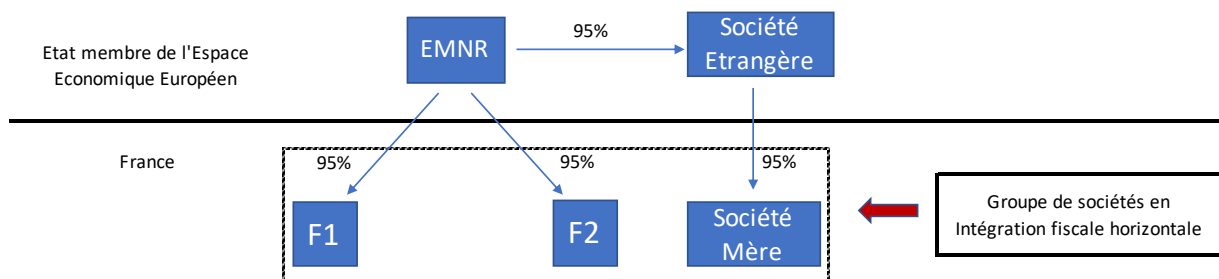 Etat membre de l'Espace
Economique Européen
EMNR
95%
Société
Etrangère
France
95%
95%
95%
F1
F2
Société
Mère
Groupe de sociétés en
Intégration fiscale horizontale